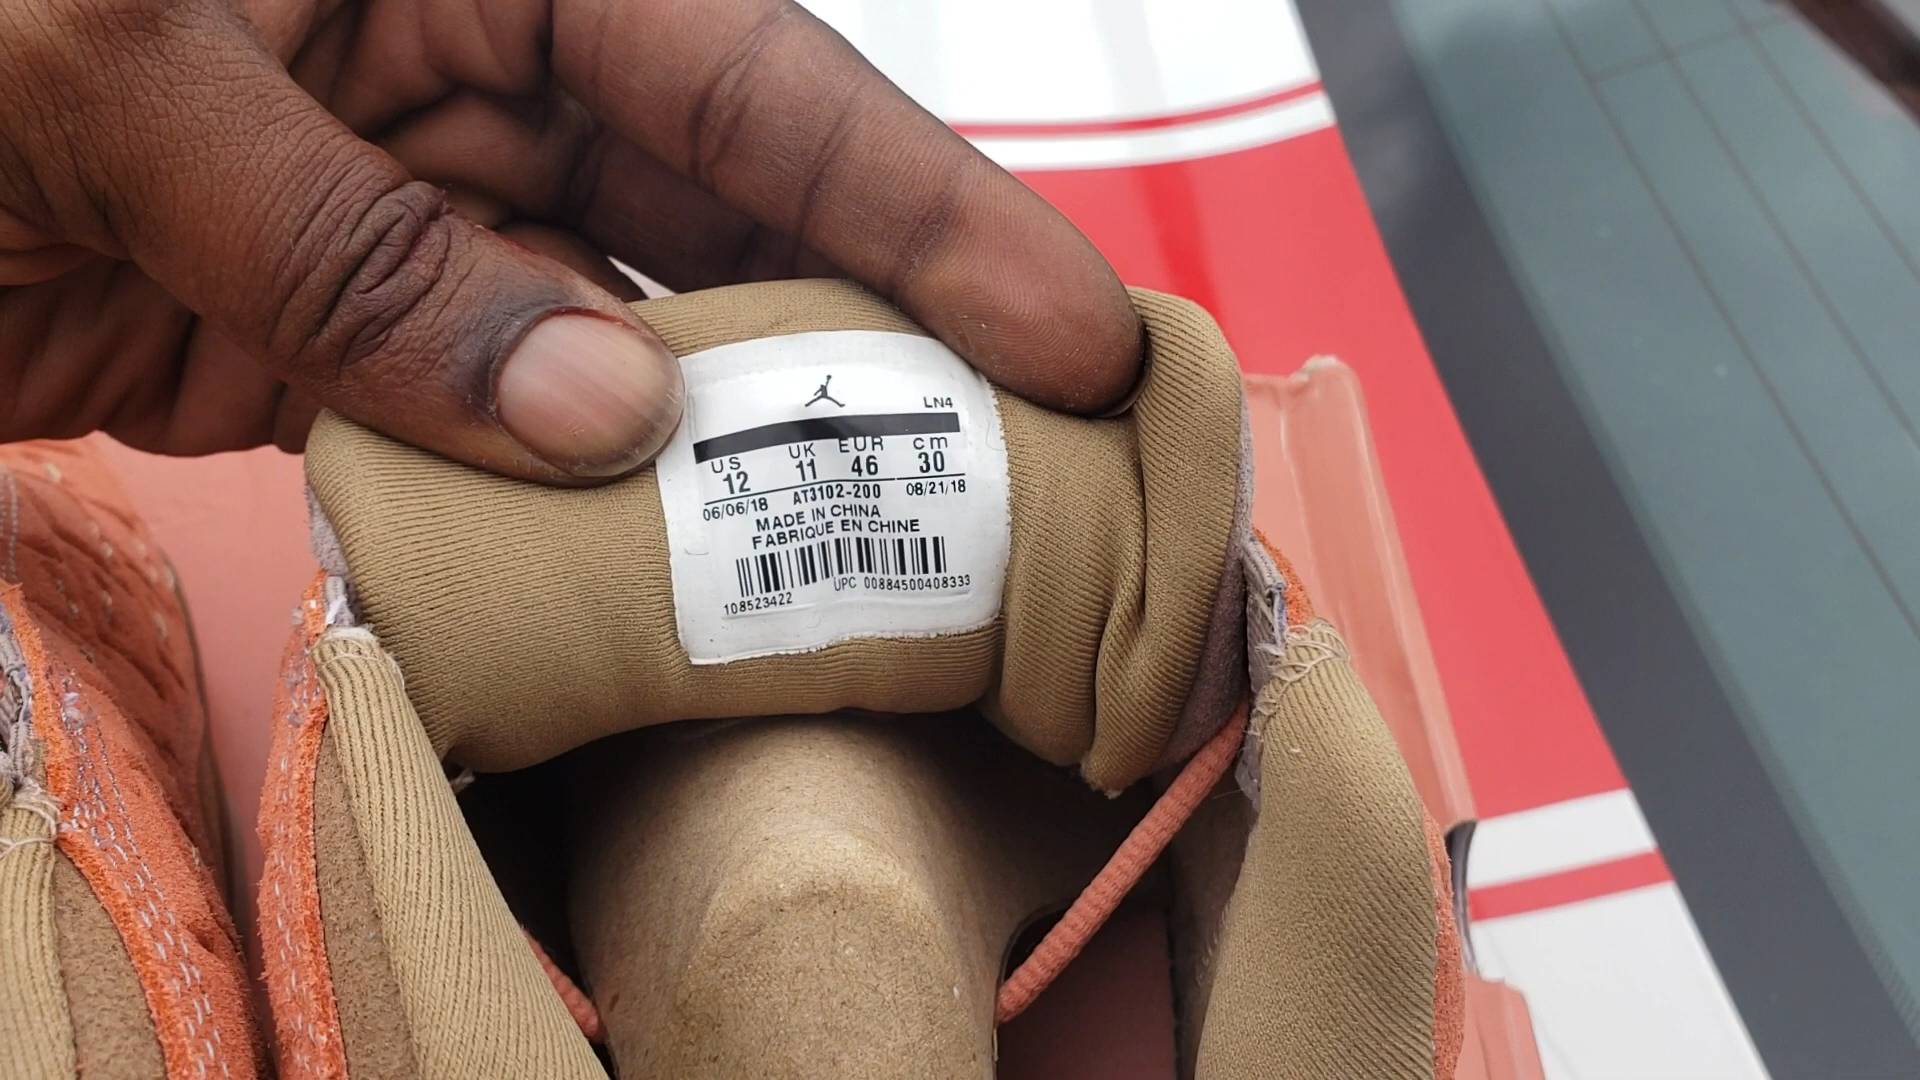 LN4
US UK EUR cm
12 11 46 30
06/06/18 AT3102-200 08/21/18
MADE IN CHINA
FABRIQUE EN CHINE
108523422 UPC 00884500408333